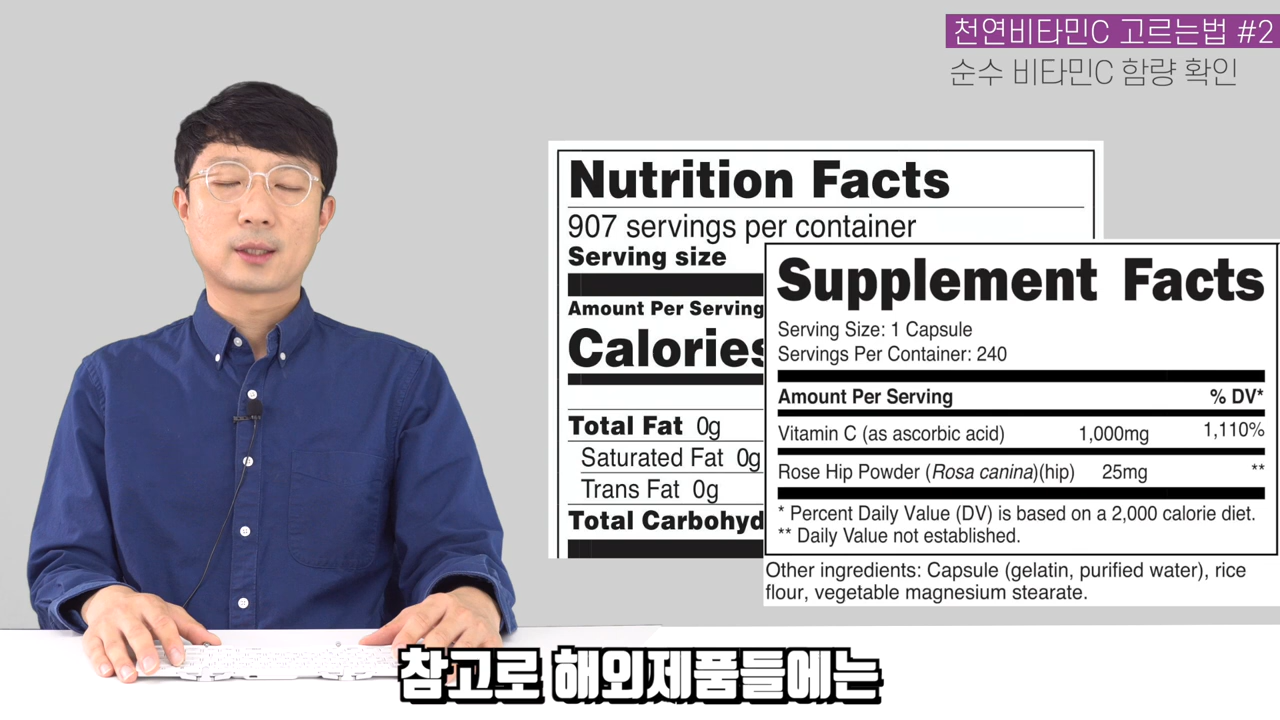 천연비타민C 고르는법 #2
순수 비타민C 함량 확인
Nutrition Facts
907 servings per container
Serving size
Amount Per Serving
Calories
Total Fat 0g
Saturated Fat 0g
Trans Fat 0g
Total Carbohyd
Supplement Facts
Serving Size: 1 Capsule
Servings Per Container: 240
Amount Per Serving % DV*
Vitamin C (as ascorbic acid) 1,000mg 1,110%
Rose Hip Powder (Rosa canina)(hip) 25mg **
* Percent Daily Value (DV) is based on a 2,000 calorie diet.
** Daily Value not established.
Other ingredients: Capsule (gelatin, purified water), rice
flour, vegetable magnesium stearate.
참고로 해외제품들에는